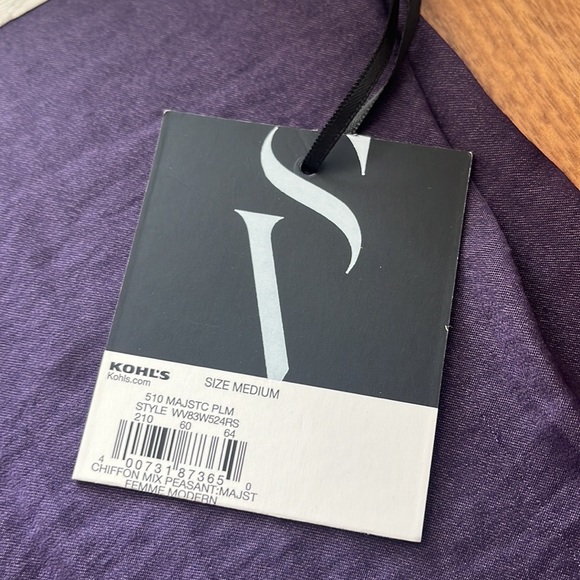 S
V
KOHL'S
Kohls.com
SIZE MEDIUM
510 MAJSTC PLM
STYLE WV83W524RS
210 60 64
4 00731 87365 0
CHIFFON MIX PEASANT:MAJST
FEMME MODERN